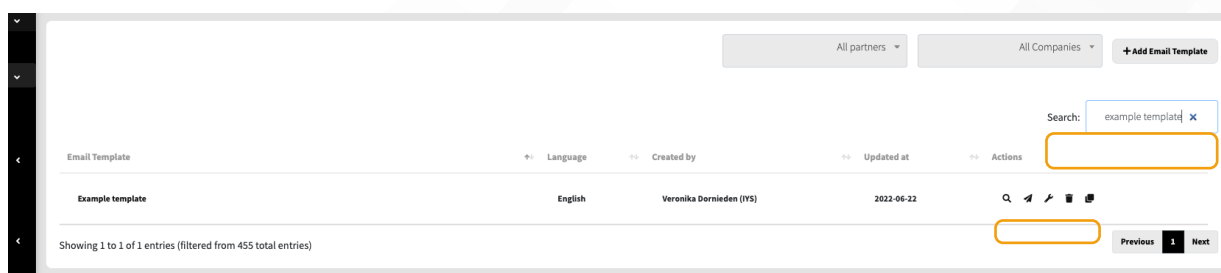 All partners
All Companies
+ Add Email Template
Search: example template
Email Template Language Created by Updated at Actions
Example template English Veronika Dornieden (IYS) 2022-06-22
Showing 1 to 1 of 1 entries (filtered from 455 total entries)
Previous 1 Next